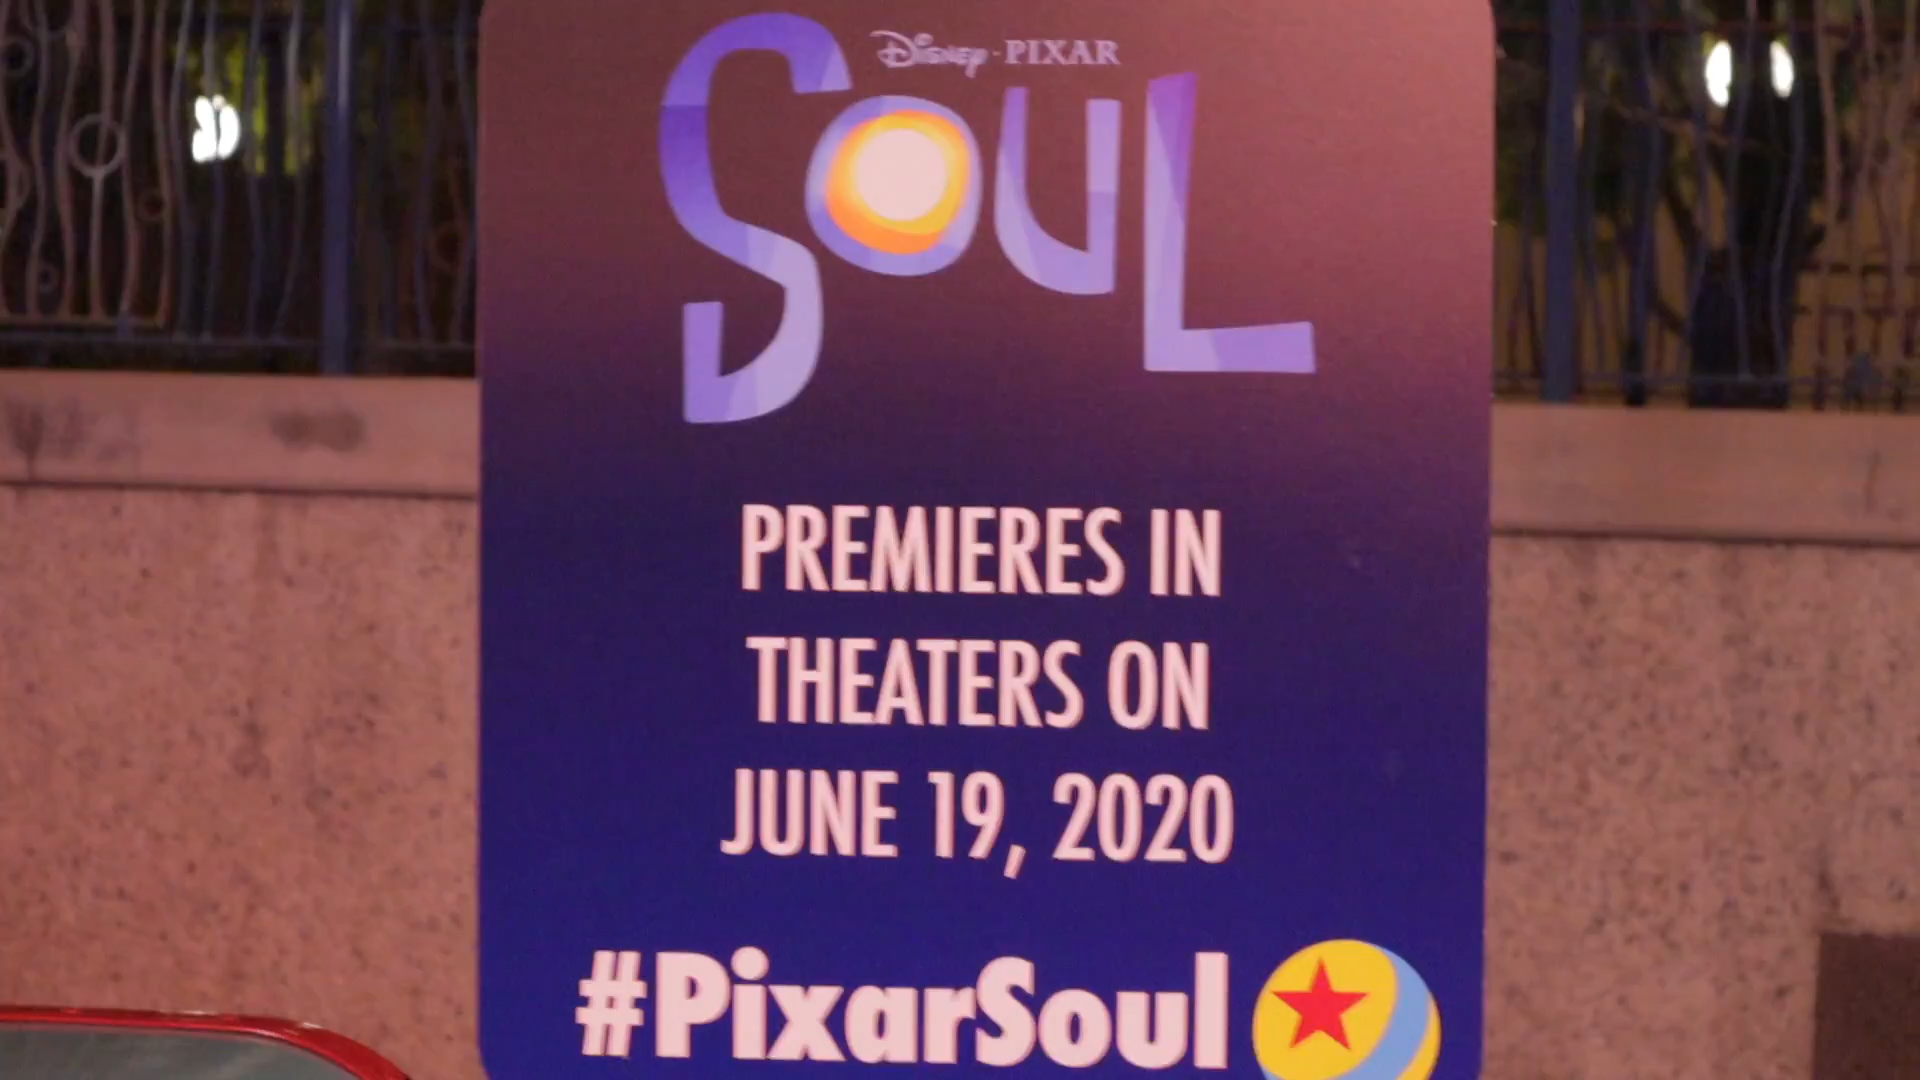 Disney · PIXAR
SOUL
PREMIERES IN
THEATERS ON
JUNE 19, 2020
#PixarSoul